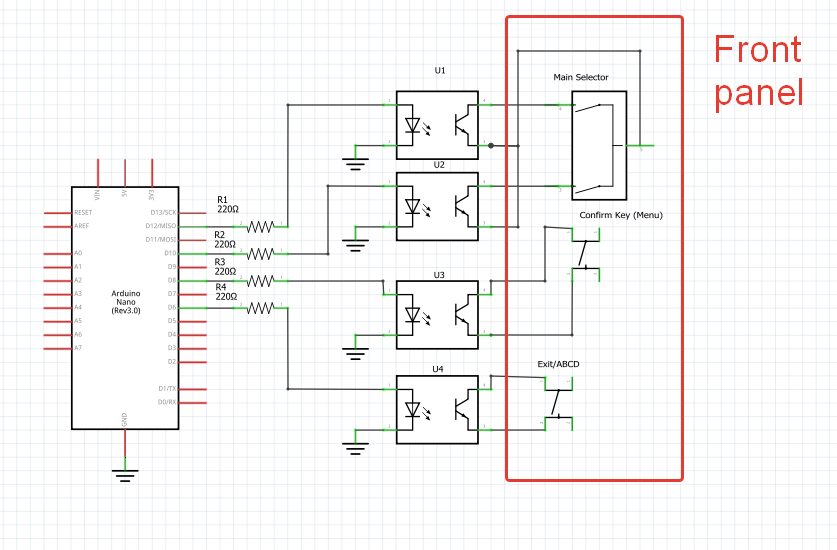 Front
panel
U1
Main Selector
U2
VIN
5V
3V3
R1
220Ω
RESET
D13/SCK
AREF
D12/MISO
D11/MOSI
R2
220Ω
A0
D10
A1
D9
R3
220Ω
A2
D8
A3
D7
R4
220Ω
A4
D6
A5
D5
A6
D4
A7
D3
D2
D1/TX
D0/RX
GND
Arduino
Nano
(Rev3.0)
Confirm Key (Menu)
U3
Exit/ABCD
U4